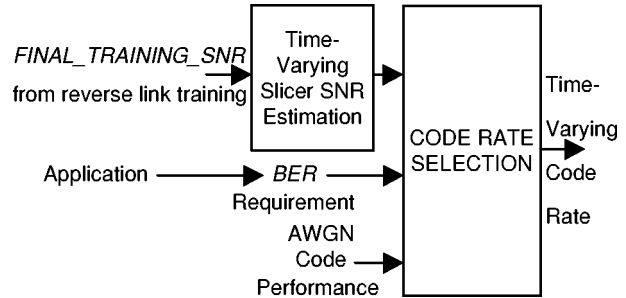 FINAL_TRAINING_SNR
from reverse link training
Time-
Varying
Slicer SNR
Estimation
Application
BER
Requirement
AWGN
Code
Performance
CODE RATE
SELECTION
Time-
Varying
Code
Rate